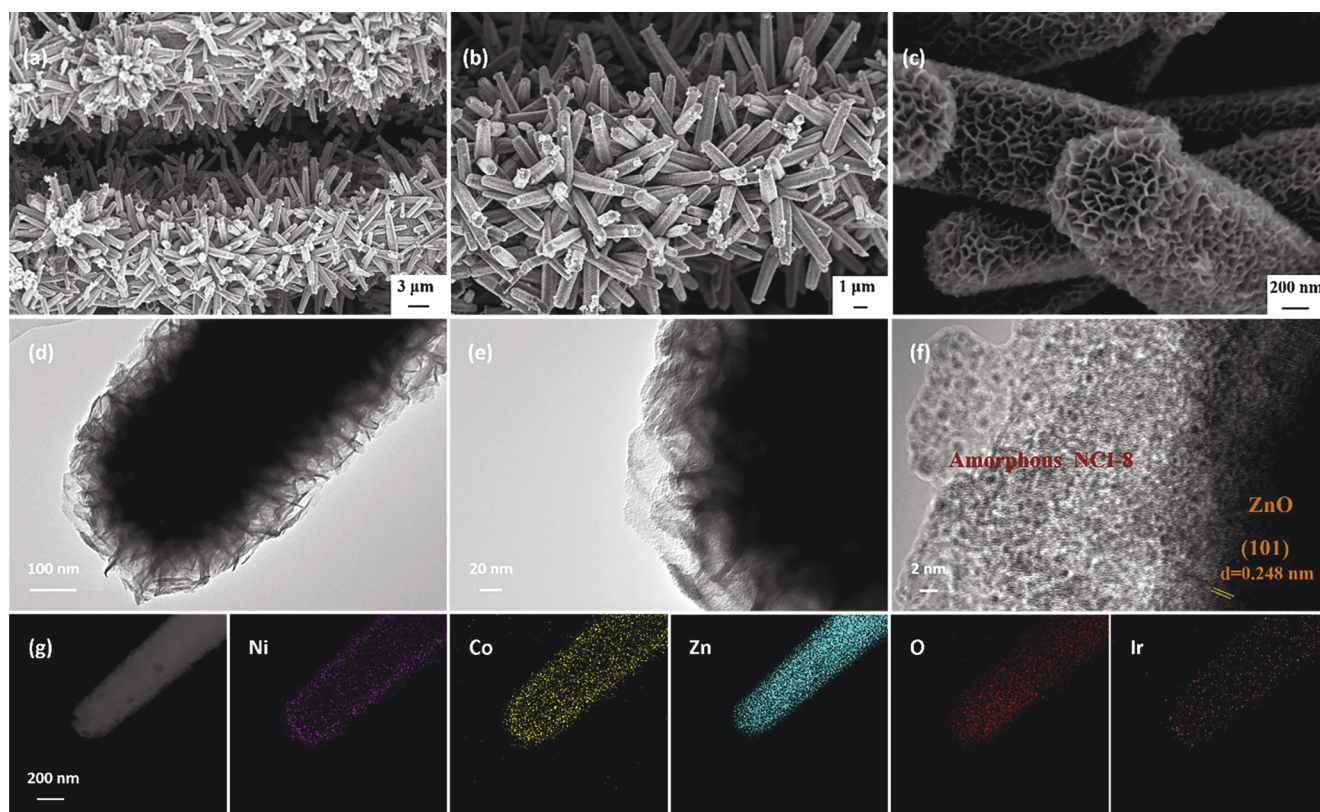 (a)
3 μm
(b)
1 μm
(c)
200 nm
(d)
100 nm
(e)
20 nm
(f)
Amorphous NCI-8
ZnO
(101)
d=0.248 nm
2 nm
(g)
200 nm
Ni
Co
Zn
O
Ir